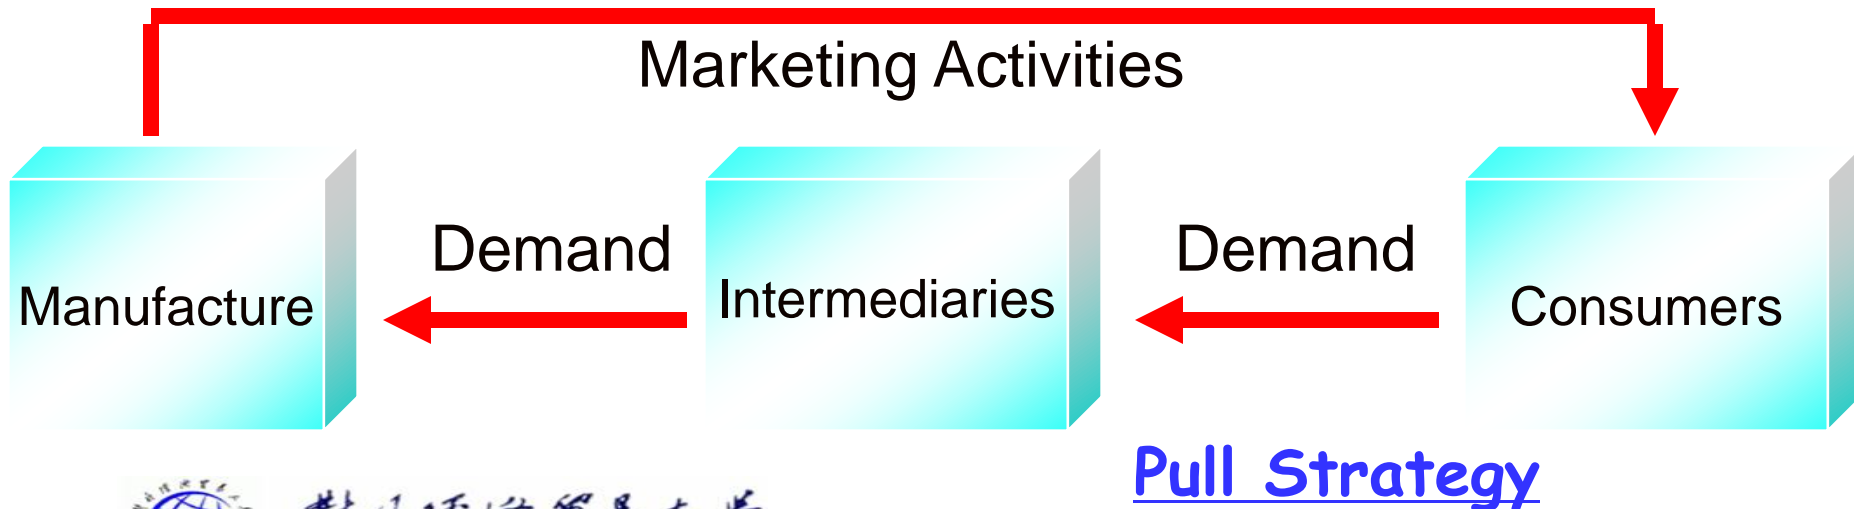 Marketing Activities
Demand
Demand
Manufacture
Intermediaries
Consumers
Pull Strategy